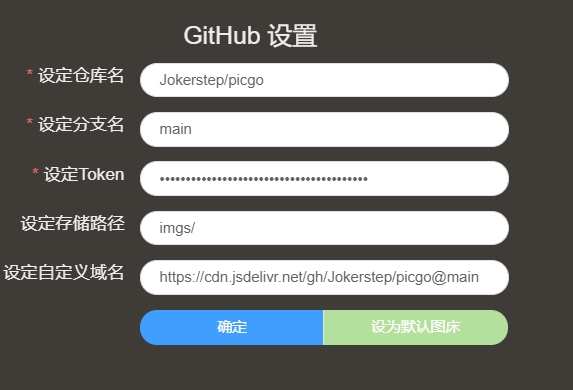 GitHub 设置
* 设定仓库名 Jokerstep/picgo
* 设定分支名 main
* 设定Token ••••••••••••••••••••••••••••••••••••••••
设定存储路径 imgs/
设定自定义域名 https://cdn.jsdelivr.net/gh/Jokerstep/picgo@main
确定 设为默认图床